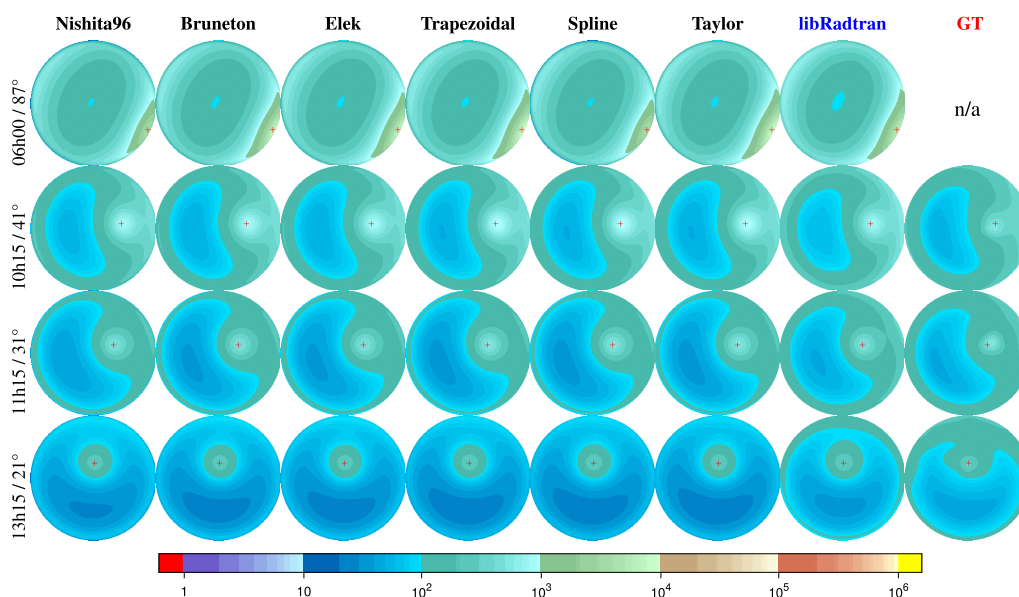 Nishita96 Bruneton Elek Trapezoidal Spline Taylor libRadtran GT
06h00 / 87°
n/a
10h15 / 41°
11h15 / 31°
13h15 / 21°
1 10 10² 10³ 10⁴ 10⁵ 10⁶